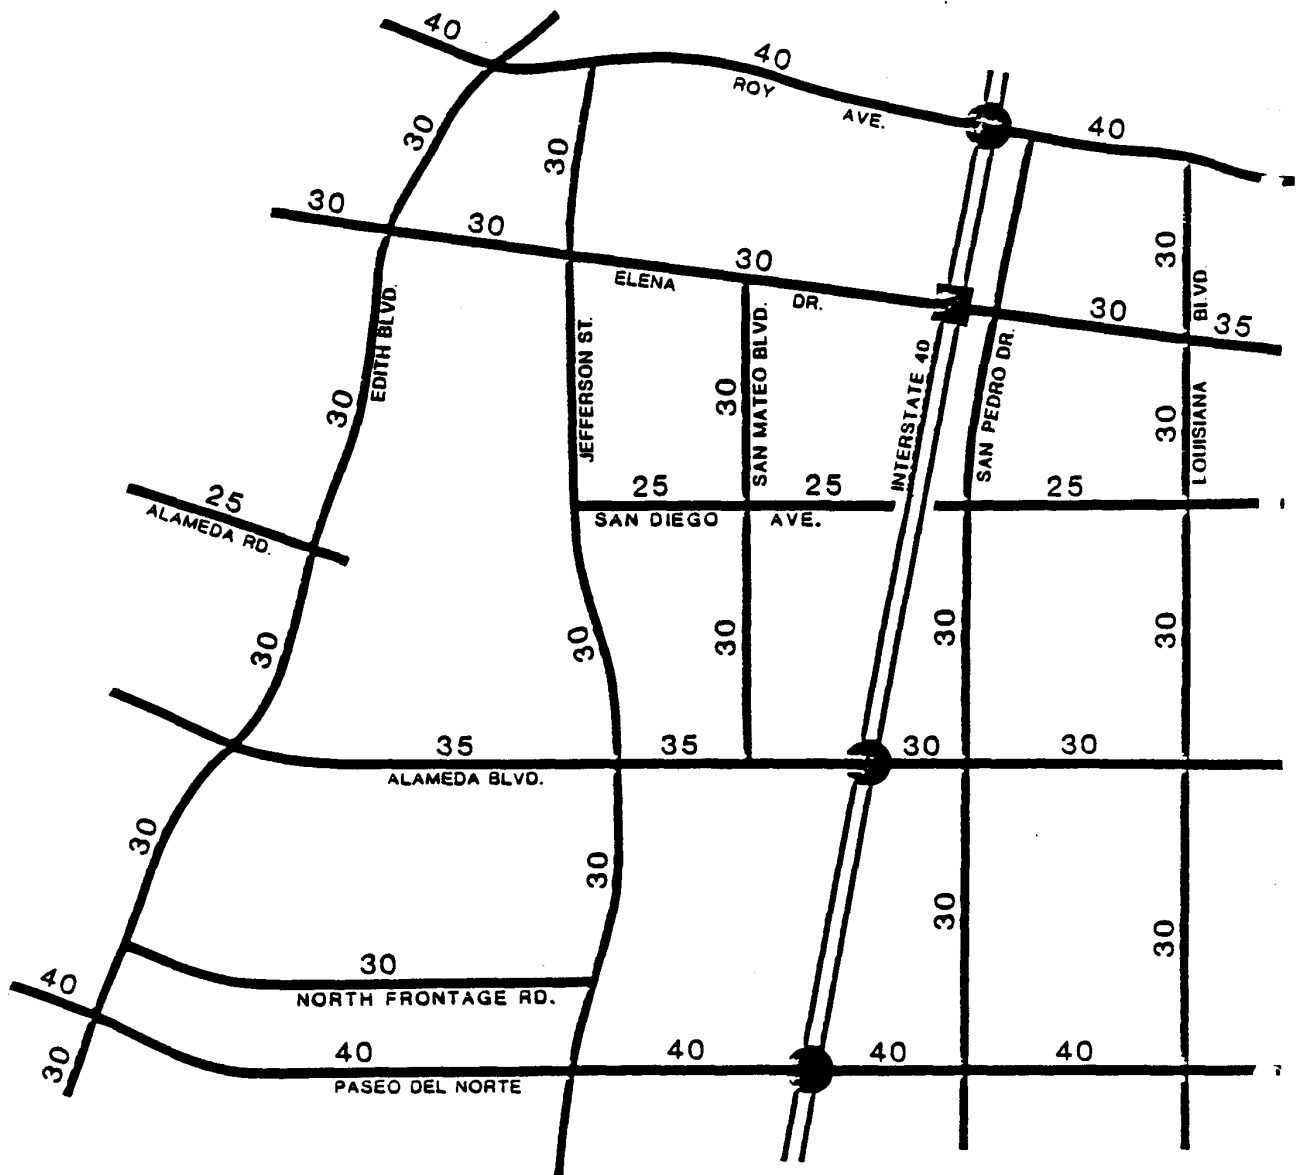 40
40
ROY
AVE.
40
30
30
30
30
30
ELENA
30
DR.
30
35
30
BLVD.
EDITH BLVD.
30
JEFFERSON ST.
SAN MATEO BLVD.
30
INTERSTATE 40
SAN PEDRO DR.
LOUISIANA
30
25
ALAMEDA RD.
25
SAN DIEGO
25
AVE.
25
30
30
30
30
30
35
ALAMEDA BLVD.
35
30
30
30
30
30
30
40
30
NORTH FRONTAGE RD.
30
40
PASEO DEL NORTE
40
40
40